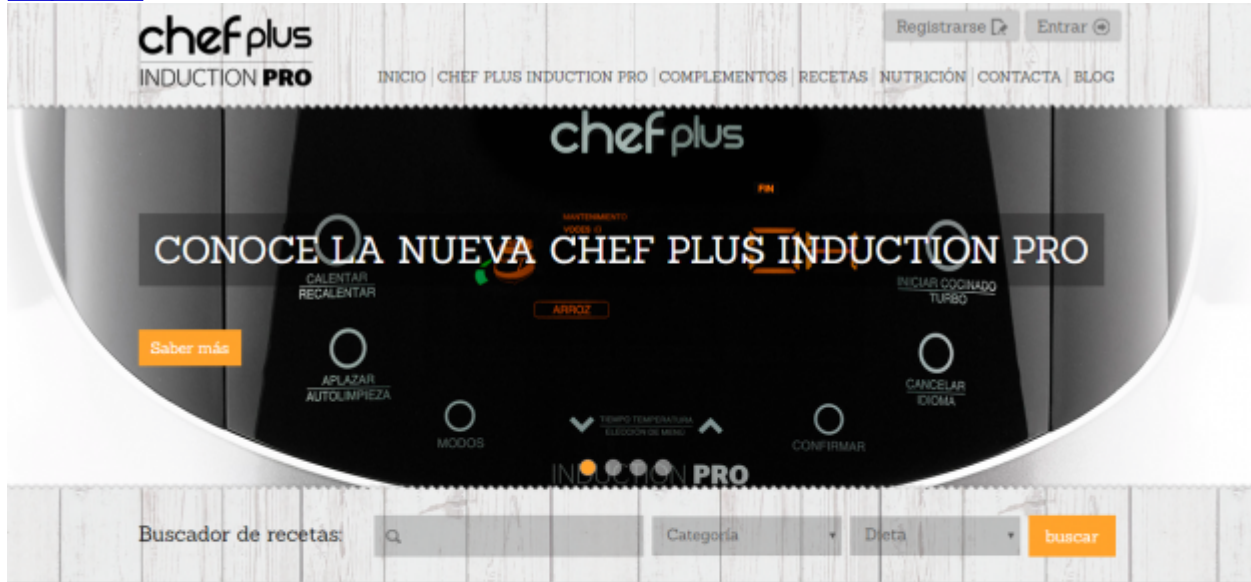 chef plus
INDUCTION PRO
Registrarse
Entrar
INICIO | CHEF PLUS INDUCTION PRO | COMPLEMENTOS | RECETAS | NUTRICIÓN | CONTACTA | BLOG
chef plus
FIN
MANTENIMIENTO
VOCES
CONOCE LA NUEVA CHEF PLUS INDUCTION PRO
CALENTAR
RECALENTAR
INICIAR COCINADO
TURBO
ARROZ
Saber más
APLAZAR
AUTOLIMPIEZA
CANCELAR
IDIOMA
MODOS
TIEMPO TEMPERATURA
ELECCIÓN DE MENÚ
CONFIRMAR
INDUCTION PRO
Buscador de recetas:
Categoría
Dieta
buscar